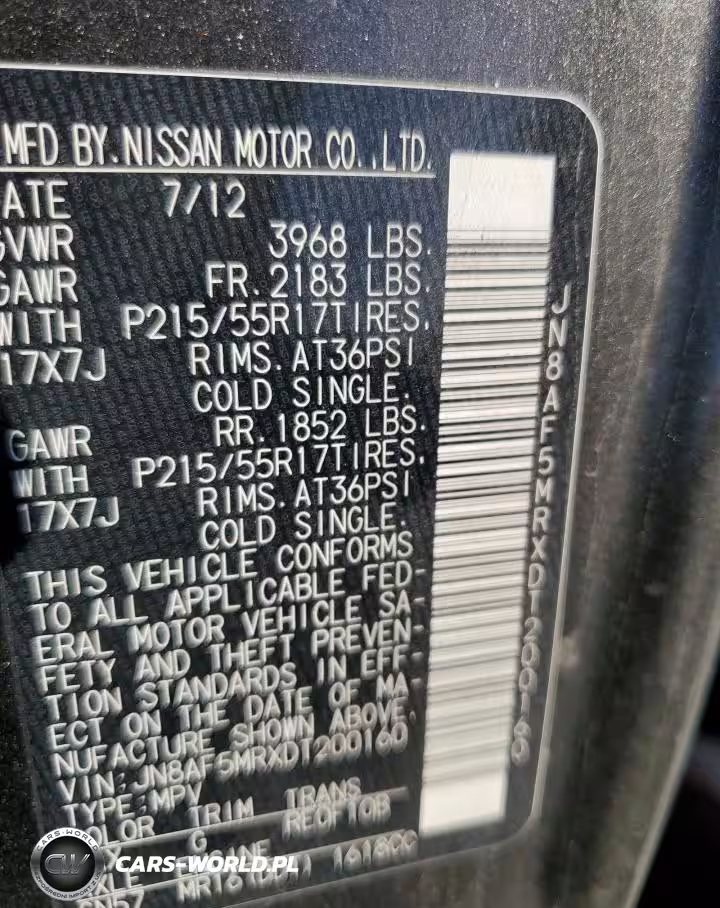 MFD BY.NISSAN MOTOR CO.,LTD.
ATE 7/12
GVWR 3968 LBS.
GAWR FR.2183 LBS.
WITH P215/55R17TIRES.
17X7J RIMS.AT36PSI
COLD SINGLE.
GAWR RR.1852 LBS.
WITH P215/55R17TIRES.
17X7J RIMS.AT36PSI
COLD SINGLE.
THIS VEHICLE CONFORMS
TO ALL APPLICABLE FED-
ERAL MOTOR VEHICLE SA-
FETY AND THEFT PREVEN-
TION STANDARDS IN EFF-
ECT ON THE DATE OF MA-
NUFACTURE SHOWN ABOVE.
VIN:JN8AF5MRXDT200160
TYPE:MPV
OLOR TRIM TRANS
G RE0F10B
1618CC
JN8AF5MRXDT200160
CARS-WORLD
CW
CARS-WORLD.PL